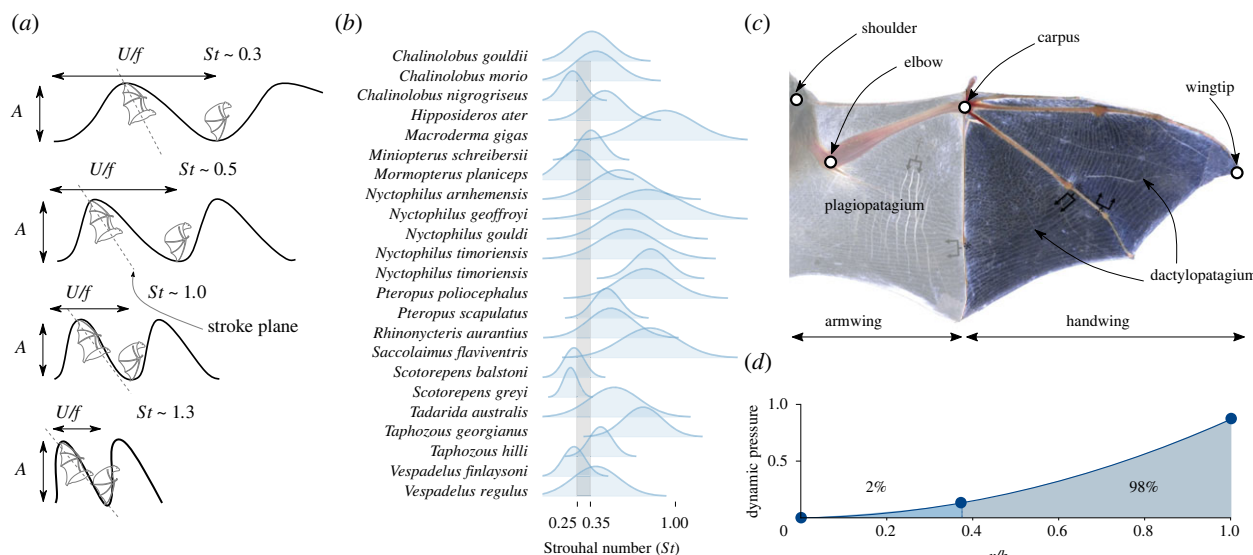 (a)
U/f
St ~ 0.3
A
U/f
St ~ 0.5
A
U/f
St ~ 1.0
stroke plane
A
U/f
St ~ 1.3
A
(b)
Chalinolobus gouldii
Chalinolobus morio
Chalinolobus nigrogriseus
Hipposideros ater
Macroderma gigas
Miniopterus schreibersii
Mormopterus planiceps
Nyctophilus arnhemensis
Nyctophilus geoffroyi
Nyctophilus gouldi
Nyctophilus timoriensis
Nyctophilus timoriensis
Pteropus poliocephalus
Pteropus scapulatus
Rhinonycteris aurantius
Saccolaimus flaviventris
Scotorepens balstoni
Scotorepens greyi
Tadarida australis
Taphozous georgianus
Taphozous hilli
Vespadelus finlaysoni
Vespadelus regulus
0.25 0.35 1.00
Strouhal number (St)
(c)
shoulder
carpus
elbow
wingtip
plagiopatagium
dactylopatagium
armwing
handwing
(d)
dynamic pressure
1.0
0.5
2%
98%
0 0.2 0.4 0.6 0.8 1.0